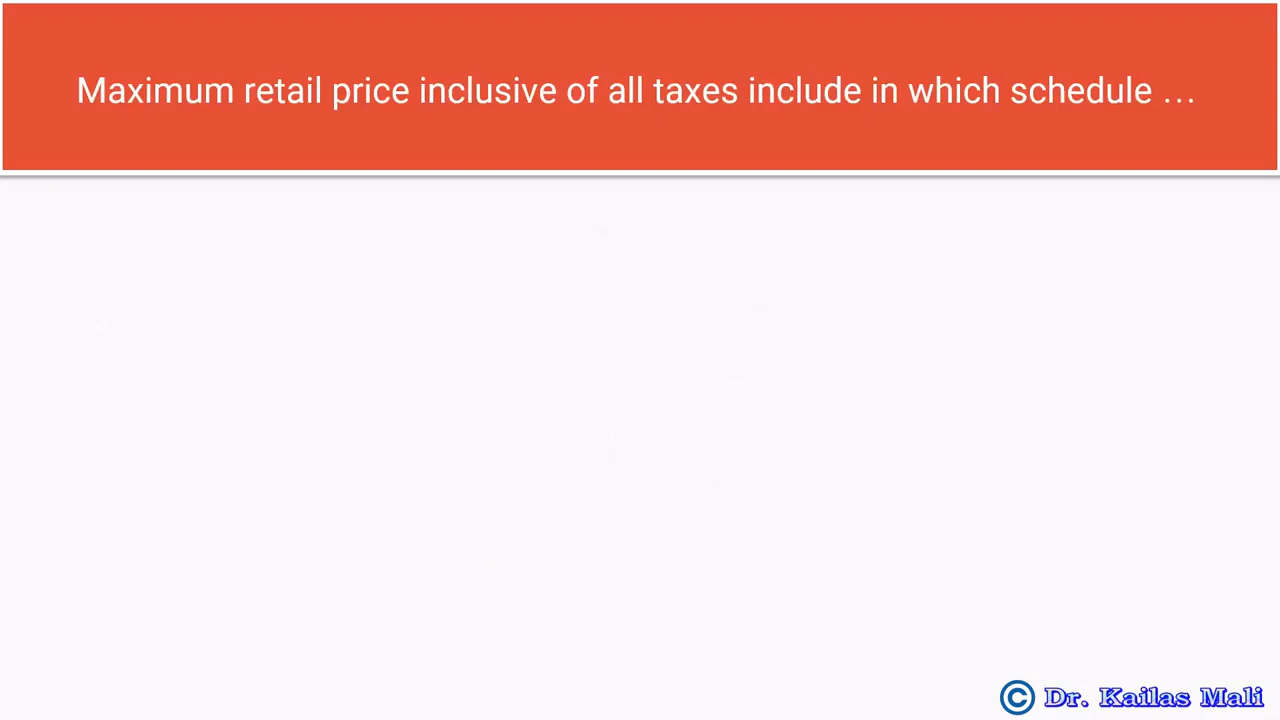 Maximum retail price inclusive of all taxes include in which schedule …
© Dr. Kailas Mali